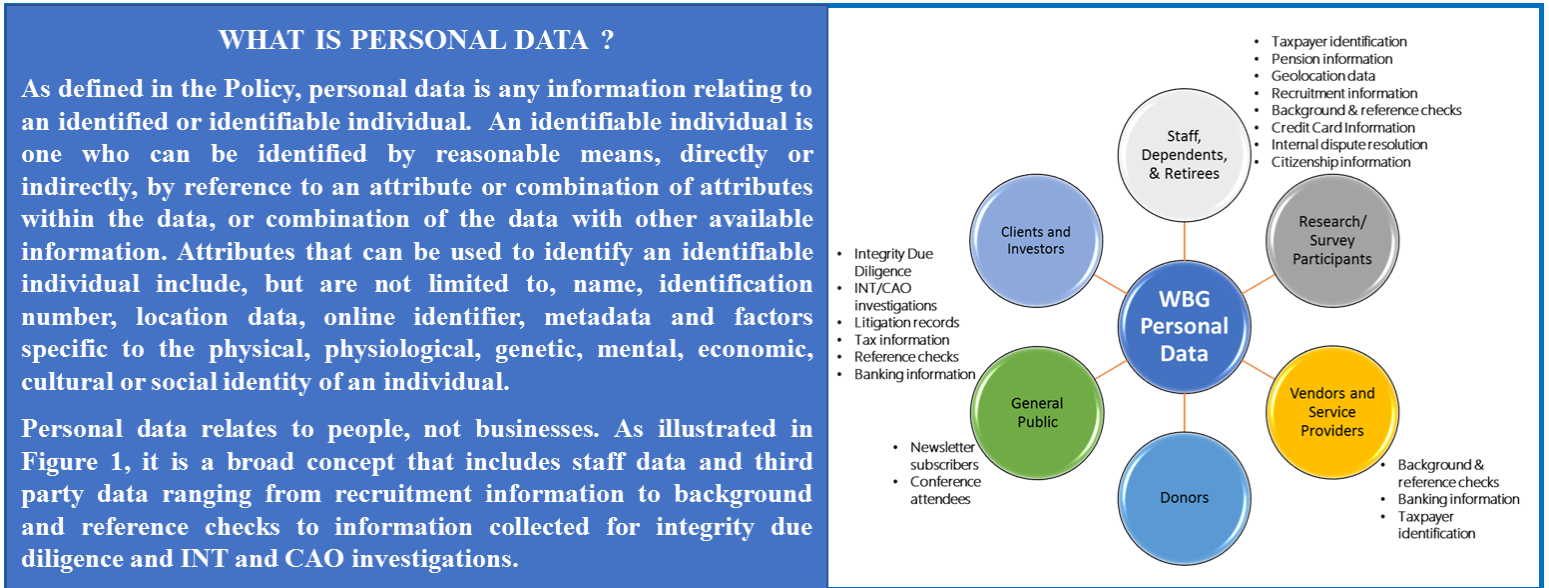 WHAT IS PERSONAL DATA ?
As defined in the Policy, personal data is any information relating to
an identified or identifiable individual. An identifiable individual is
one who can be identified by reasonable means, directly or
indirectly, by reference to an attribute or combination of attributes
within the data, or combination of the data with other available
information. Attributes that can be used to identify an identifiable
individual include, but are not limited to, name, identification
number, location data, online identifier, metadata and factors
specific to the physical, physiological, genetic, mental, economic,
cultural or social identity of an individual.
Personal data relates to people, not businesses. As illustrated in
Figure 1, it is a broad concept that includes staff data and third
party data ranging from recruitment information to background
and reference checks to information collected for integrity due
diligence and INT and CAO investigations.
• Taxpayer identification
• Pension information
• Geolocation data
• Recruitment information
• Background & reference checks
• Credit Card Information
• Internal dispute resolution
• Citizenship information
Staff,
Dependents,
& Retirees
Clients and
Investors
Research/
Survey
Participants
• Integrity Due
Diligence
• INT/CAO
investigations
• Litigation records
• Tax information
• Reference checks
• Banking information
WBG
Personal
Data
General
Public
Vendors and
Service
Providers
• Newsletter
subscribers
• Conference
attendees
Donors
• Background &
reference checks
• Banking information
• Taxpayer
identification